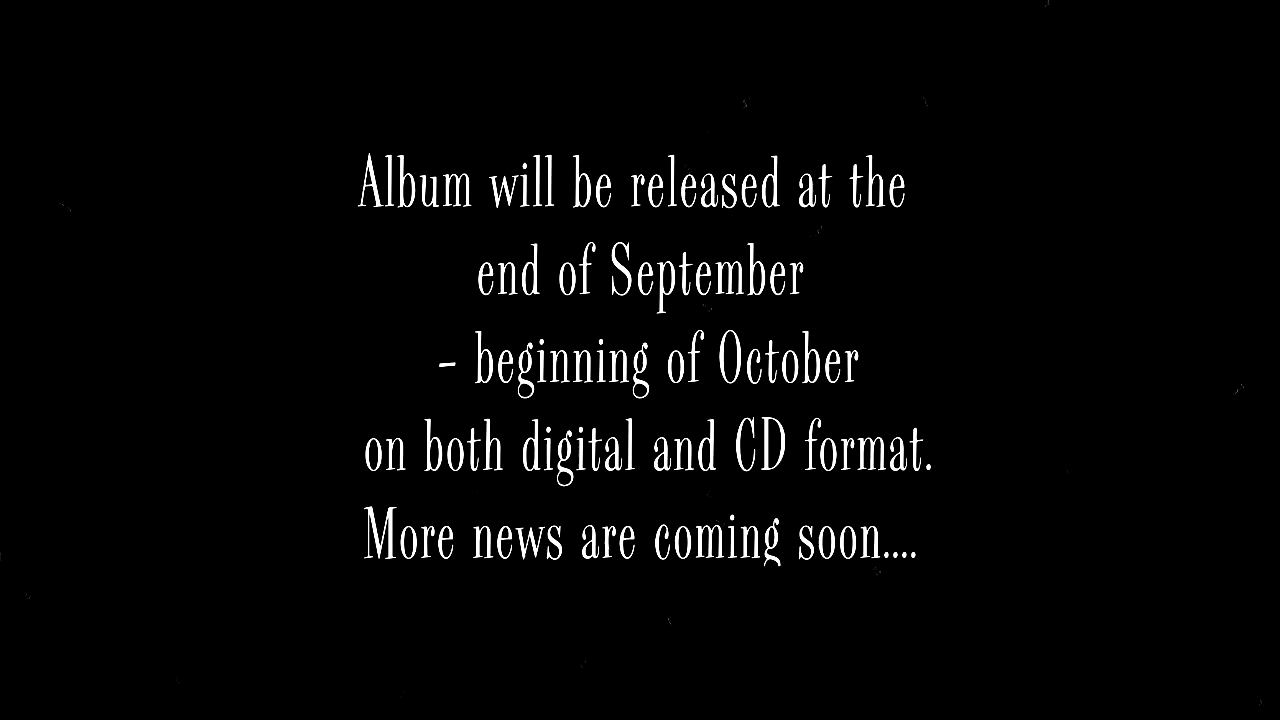 Album will be released at the
end of September
– beginning of October
on both digital and CD format.
More news are coming soon....